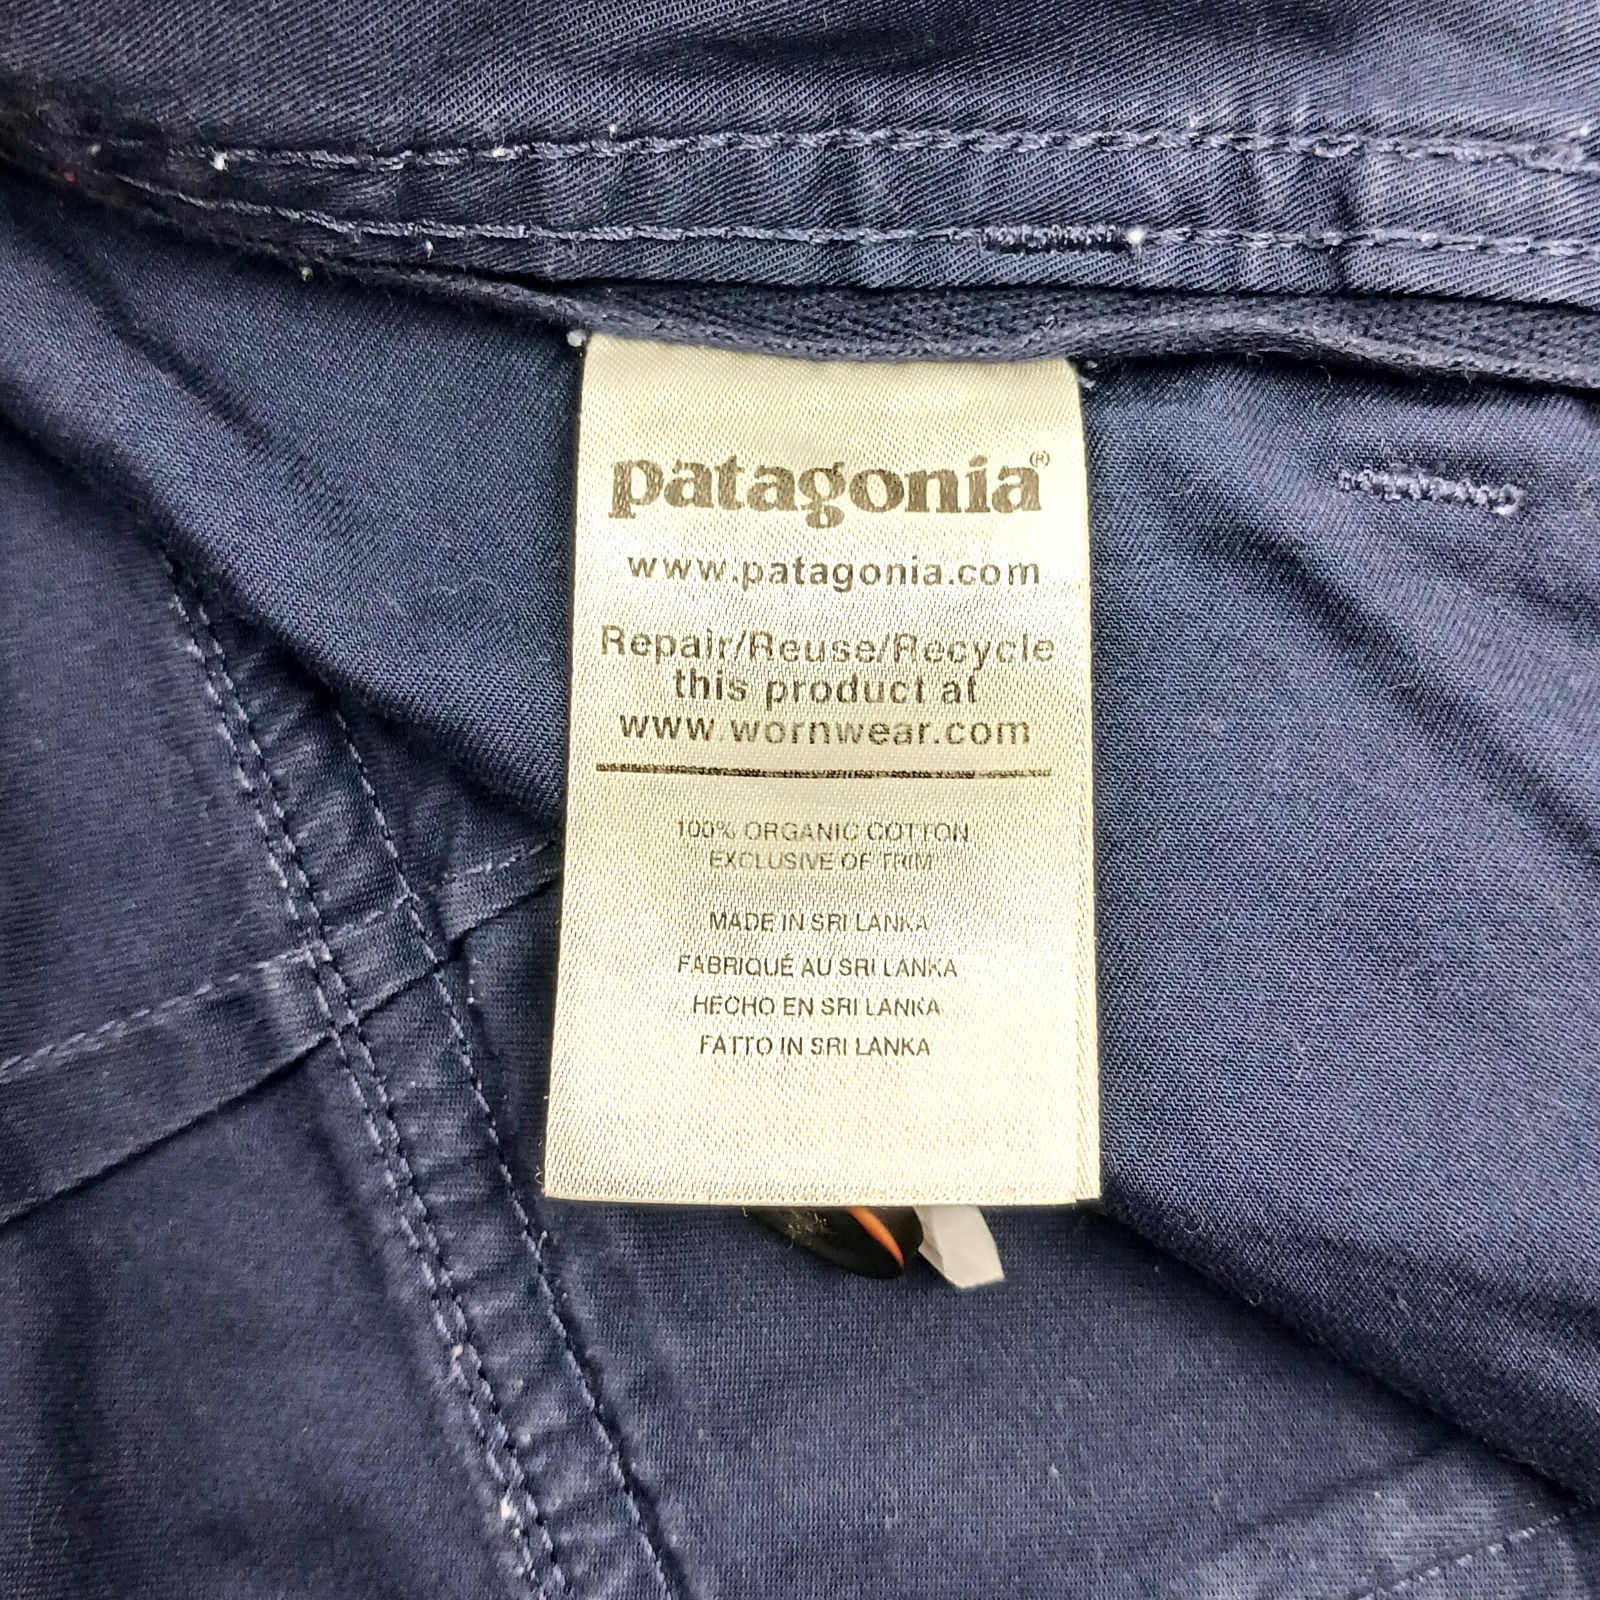 patagonia®
www.patagonia.com
Repair/Reuse/Recycle
this product at
www.wornwear.com
100% ORGANIC COTTON
EXCLUSIVE OF TRIM
MADE IN SRI LANKA
FABRIQUÉ AU SRI LANKA
HECHO EN SRI LANKA
FATTO IN SRI LANKA